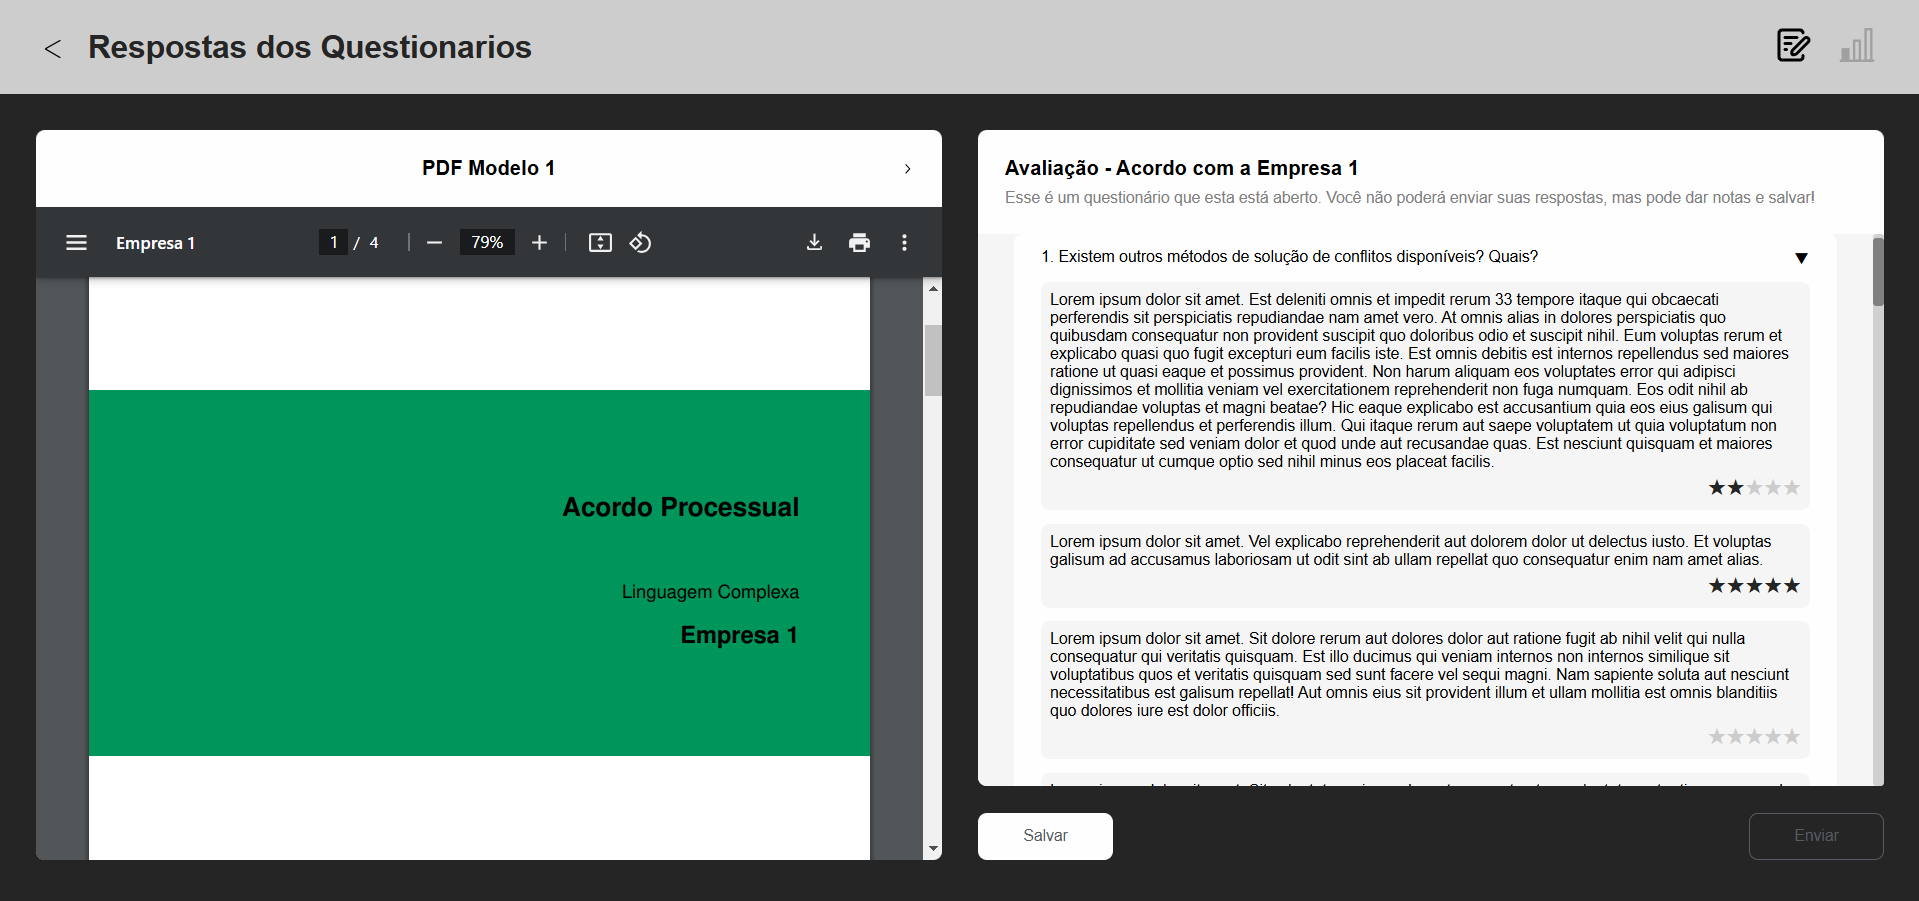 Respostas dos Questionarios
PDF Modelo 1
Empresa 1
1 / 4
79%
Acordo Processual
Linguagem Complexa
Empresa 1
Avaliação - Acordo com a Empresa 1
Esse é um questionário que esta está aberto. Você não poderá enviar suas respostas, mas pode dar notas e salvar!
1. Existem outros métodos de solução de conflitos disponíveis? Quais?
Lorem ipsum dolor sit amet. Est deleniti omnis et impedit rerum 33 tempore itaque qui obcaecati
perferendis sit perspiciatis repudiandae nam amet vero. At omnis alias in dolores perspiciatis quo
quibusdam consequatur non provident suscipit quo doloribus odio et suscipit nihil. Eum voluptas rerum et
explicabo quasi quo fugit excepturi eum facilis iste. Est omnis debitis est internos repellendus sed maiores
ratione ut quasi eaque et possimus provident. Non harum aliquam eos voluptates error qui adipisci
dignissimos et mollitia veniam vel exercitationem reprehenderit non fuga numquam. Eos odit nihil ab
repudiandae voluptas et magni beatae? Hic eaque explicabo est accusantium quia eos eius galisum qui
voluptas repellendus et perferendis illum. Qui itaque rerum aut saepe voluptatem ut quia voluptatum non
error cupiditate sed veniam dolor et quod unde aut recusandae quas. Est nesciunt quisquam et maiores
consequatur ut cumque optio sed nihil minus eos placeat facilis.
Lorem ipsum dolor sit amet. Vel explicabo reprehenderit aut dolorem dolor ut delectus iusto. Et voluptas
galisum ad accusamus laboriosam ut odit sint ab ullam repellat quo consequatur enim nam amet alias.
Lorem ipsum dolor sit amet. Sit dolore rerum aut dolores dolor aut ratione fugit ab nihil velit qui nulla
consequatur qui veritatis quisquam. Est illo ducimus qui veniam internos non internos similique sit
voluptatibus quos et veritatis quisquam sed sunt facere vel sequi magni. Nam sapiente soluta aut nesciunt
necessitatibus est galisum repellat! Aut omnis eius sit provident illum et ullam mollitia est omnis blanditiis
quo dolores iure est dolor officiis.
Salvar
Enviar